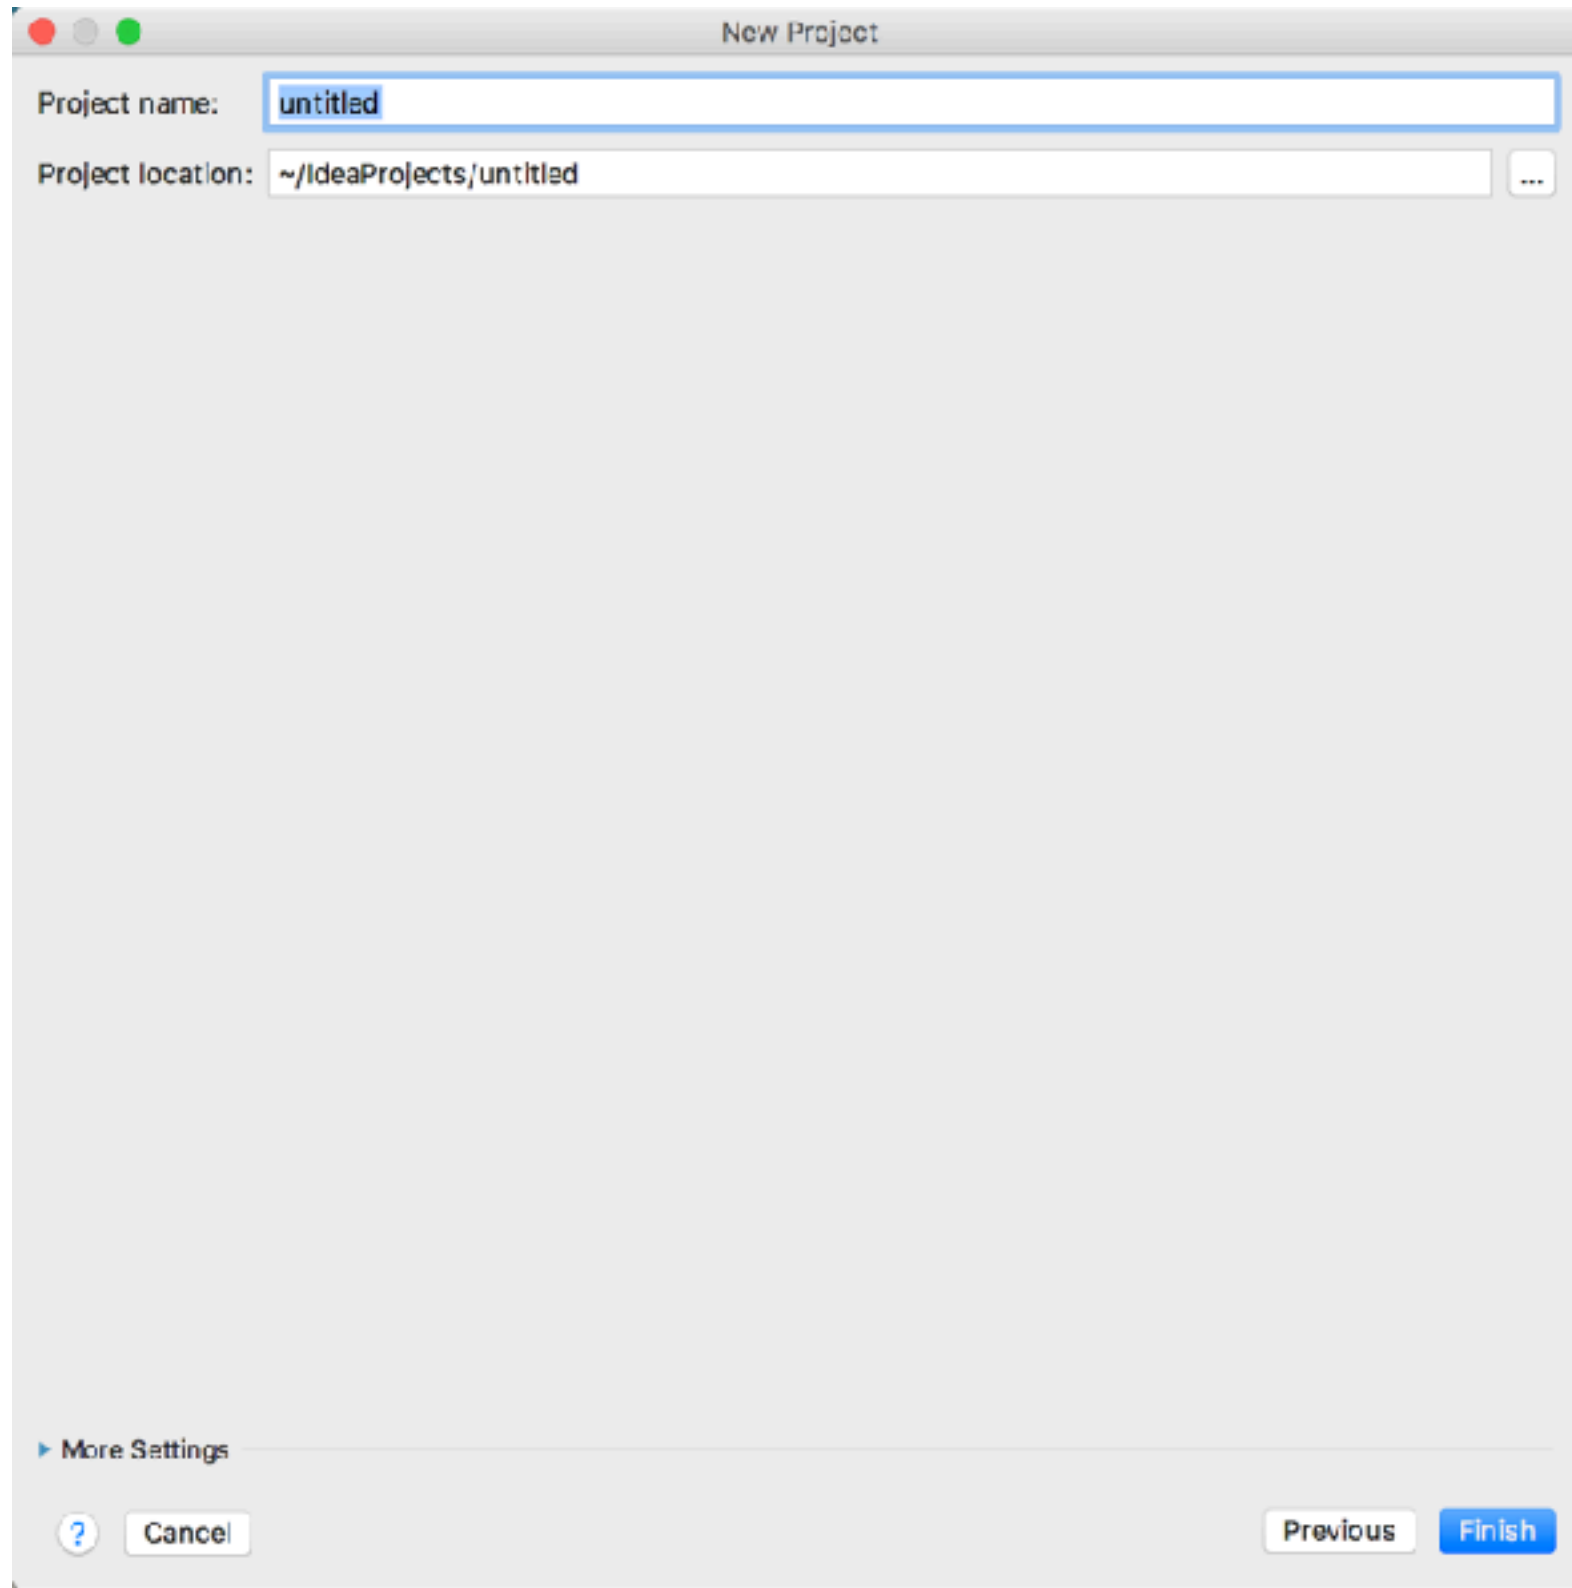 New Project
Project name: untitled
Project location: ~/IdeaProjects/untitled ...
More Settings
? Cancel Previous Finish